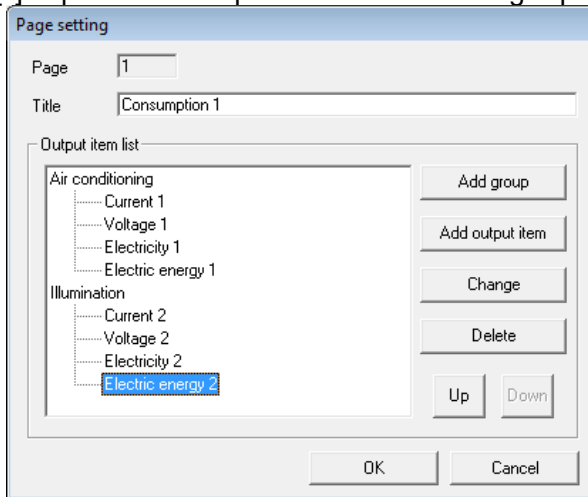 Page setting
Page 1
Title Consumption 1
Output item list
Air conditioning
Current 1
Voltage 1
Electricity 1
Electric energy 1
Illumination
Current 2
Voltage 2
Electricity 2
Electric energy 2
Add group
Add output item
Change
Delete
Up Down
OK Cancel